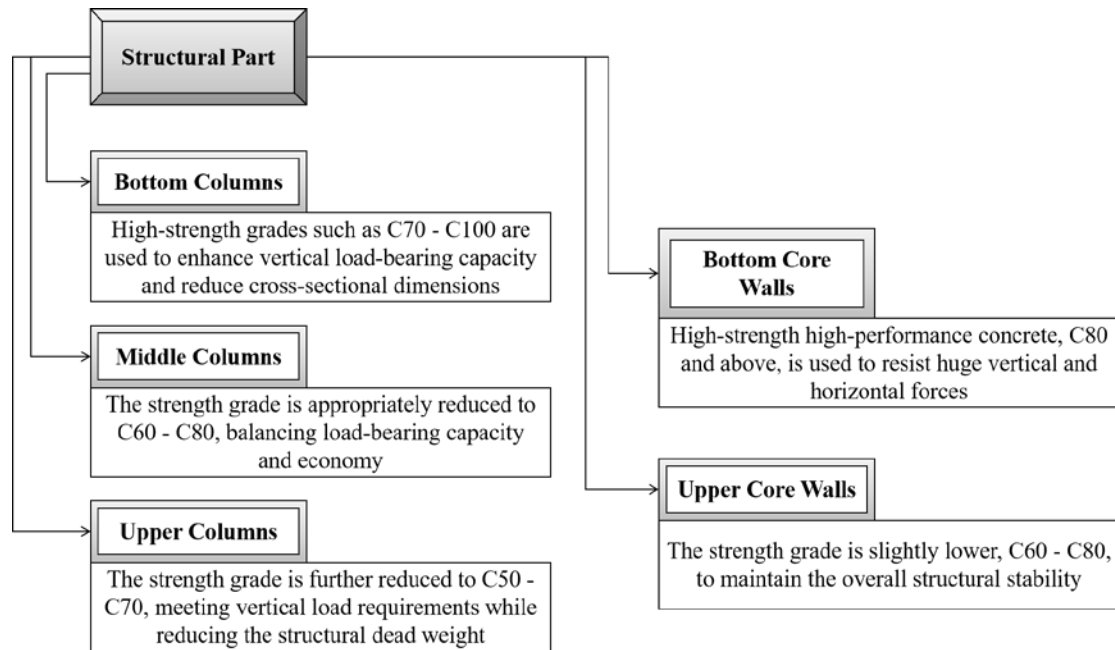 Structural Part
Bottom Columns
High-strength grades such as C70 - C100 are
used to enhance vertical load-bearing capacity
and reduce cross-sectional dimensions
Middle Columns
The strength grade is appropriately reduced to
C60 - C80, balancing load-bearing capacity
and economy
Upper Columns
The strength grade is further reduced to C50 -
C70, meeting vertical load requirements while
reducing the structural dead weight
Bottom Core
Walls
High-strength high-performance concrete, C80
and above, is used to resist huge vertical and
horizontal forces
Upper Core Walls
The strength grade is slightly lower, C60 - C80,
to maintain the overall structural stability